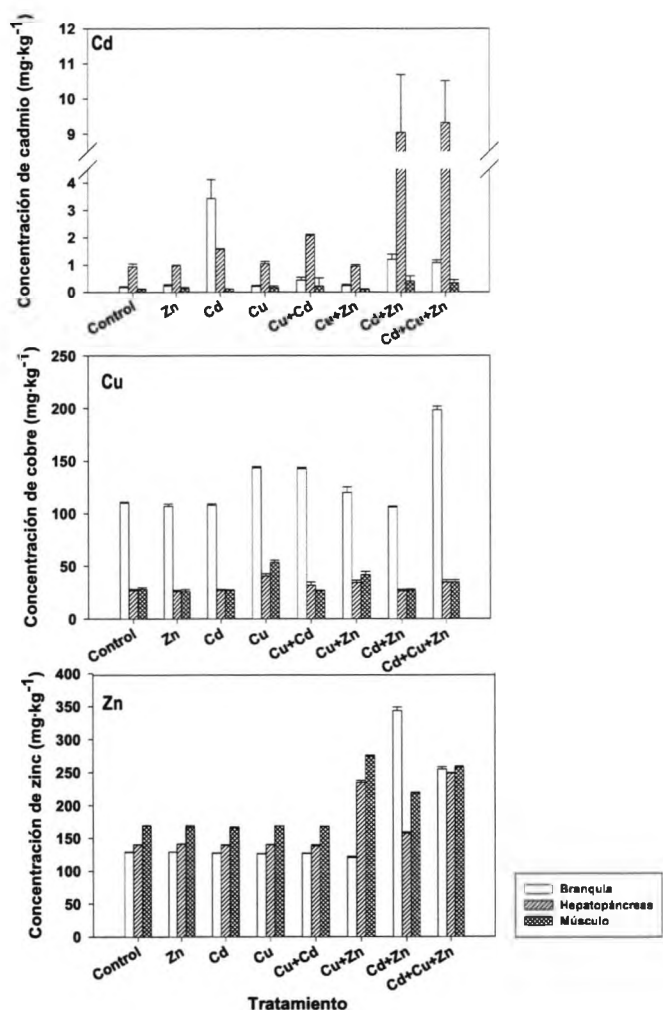 Cd
Concentración de cadmio (mg·kg⁻¹)
12
11
10
9
4
3
2
1
0
Control
Zn
Cd
Cu
Cu+Cd
Cu+Zn
Cd+Zn
Cd+Cu+Zn
Cu
Concentración de cobre (mg·kg⁻¹)
250
200
150
100
50
0
Control
Zn
Cd
Cu
Cu+Cd
Cu+Zn
Cd+Zn
Cd+Cu+Zn
Zn
Concentración de zinc (mg·kg⁻¹)
400
350
300
250
200
150
100
50
0
Control
Zn
Cd
Cu
Cu+Cd
Cu+Zn
Cd+Zn
Cd+Cu+Zn
Tratamiento
Branquia
Hepatopáncreas
Músculo